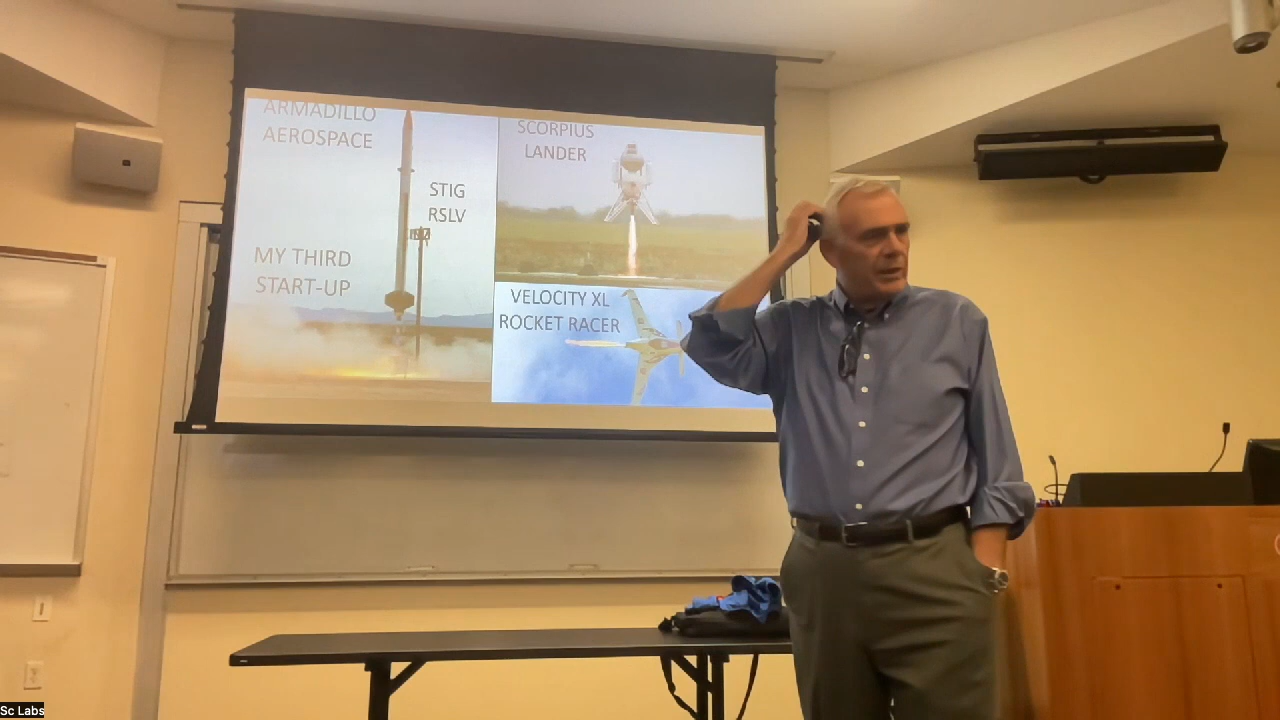 ARMADILLO
AEROSPACE
STIG
RSLV
MY THIRD
START-UP
SCORPIUS
LANDER
VELOCITY XL
ROCKET RACER
Sc Labs